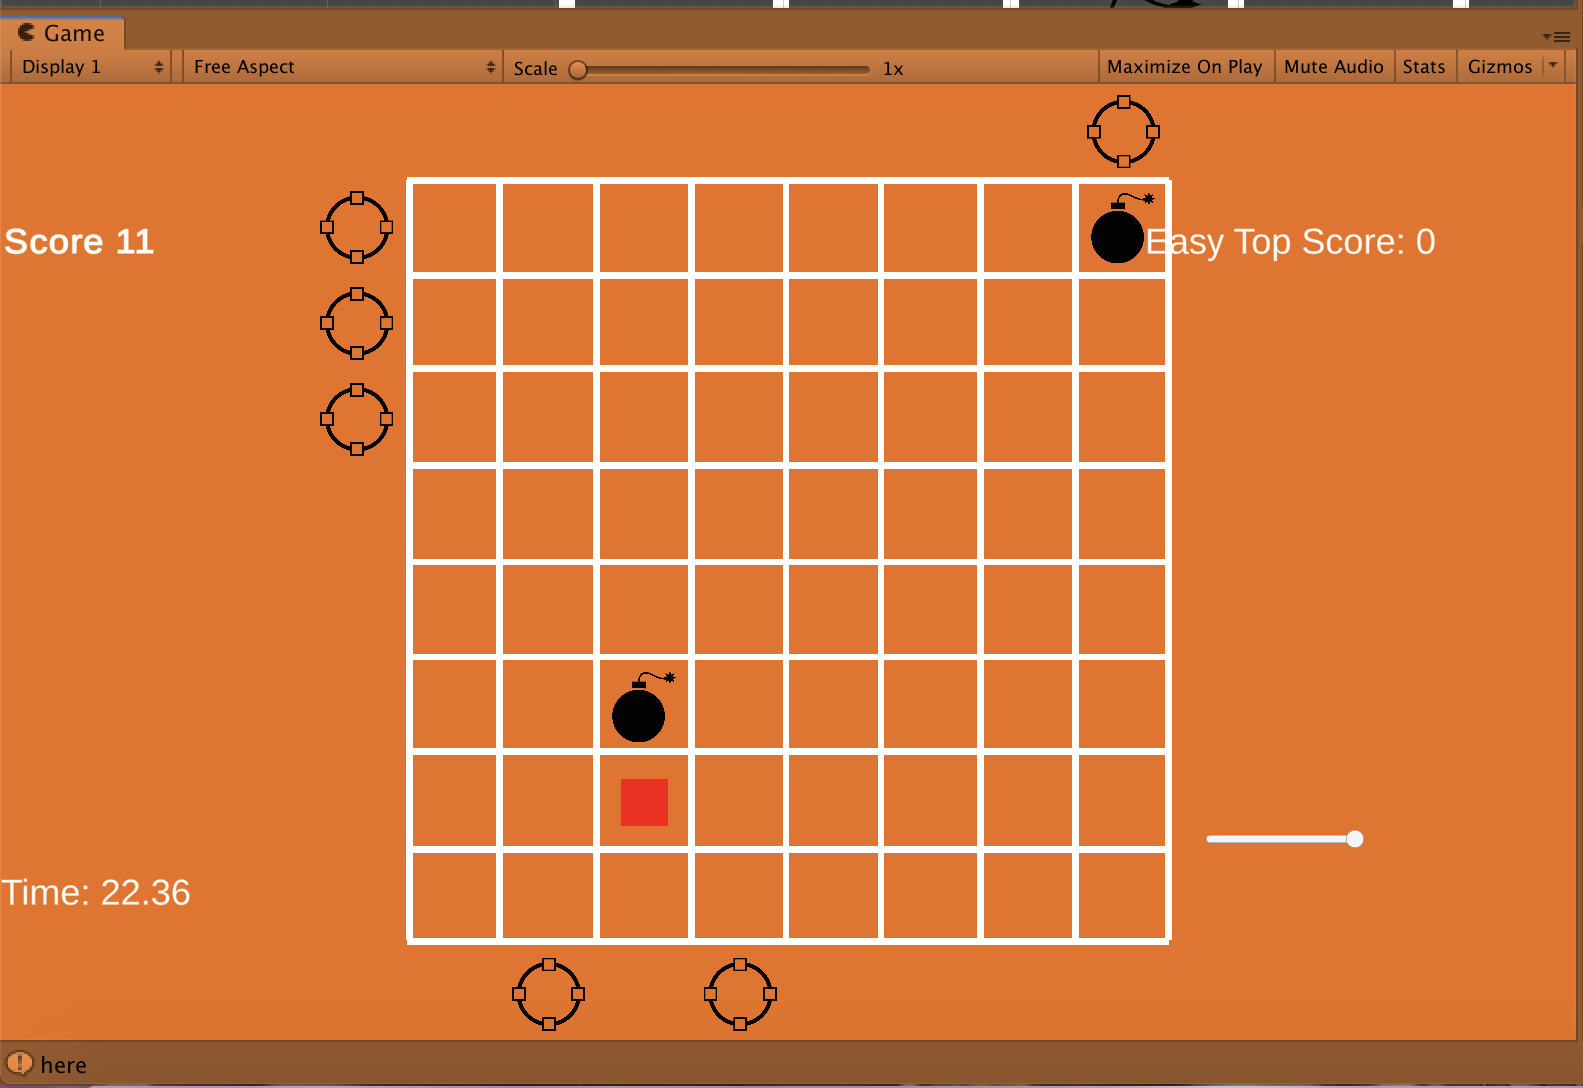 Game
Display 1 Free Aspect Scale 1x Maximize On Play Mute Audio Stats Gizmos
Score 11 Easy Top Score: 0
Time: 22.36
here